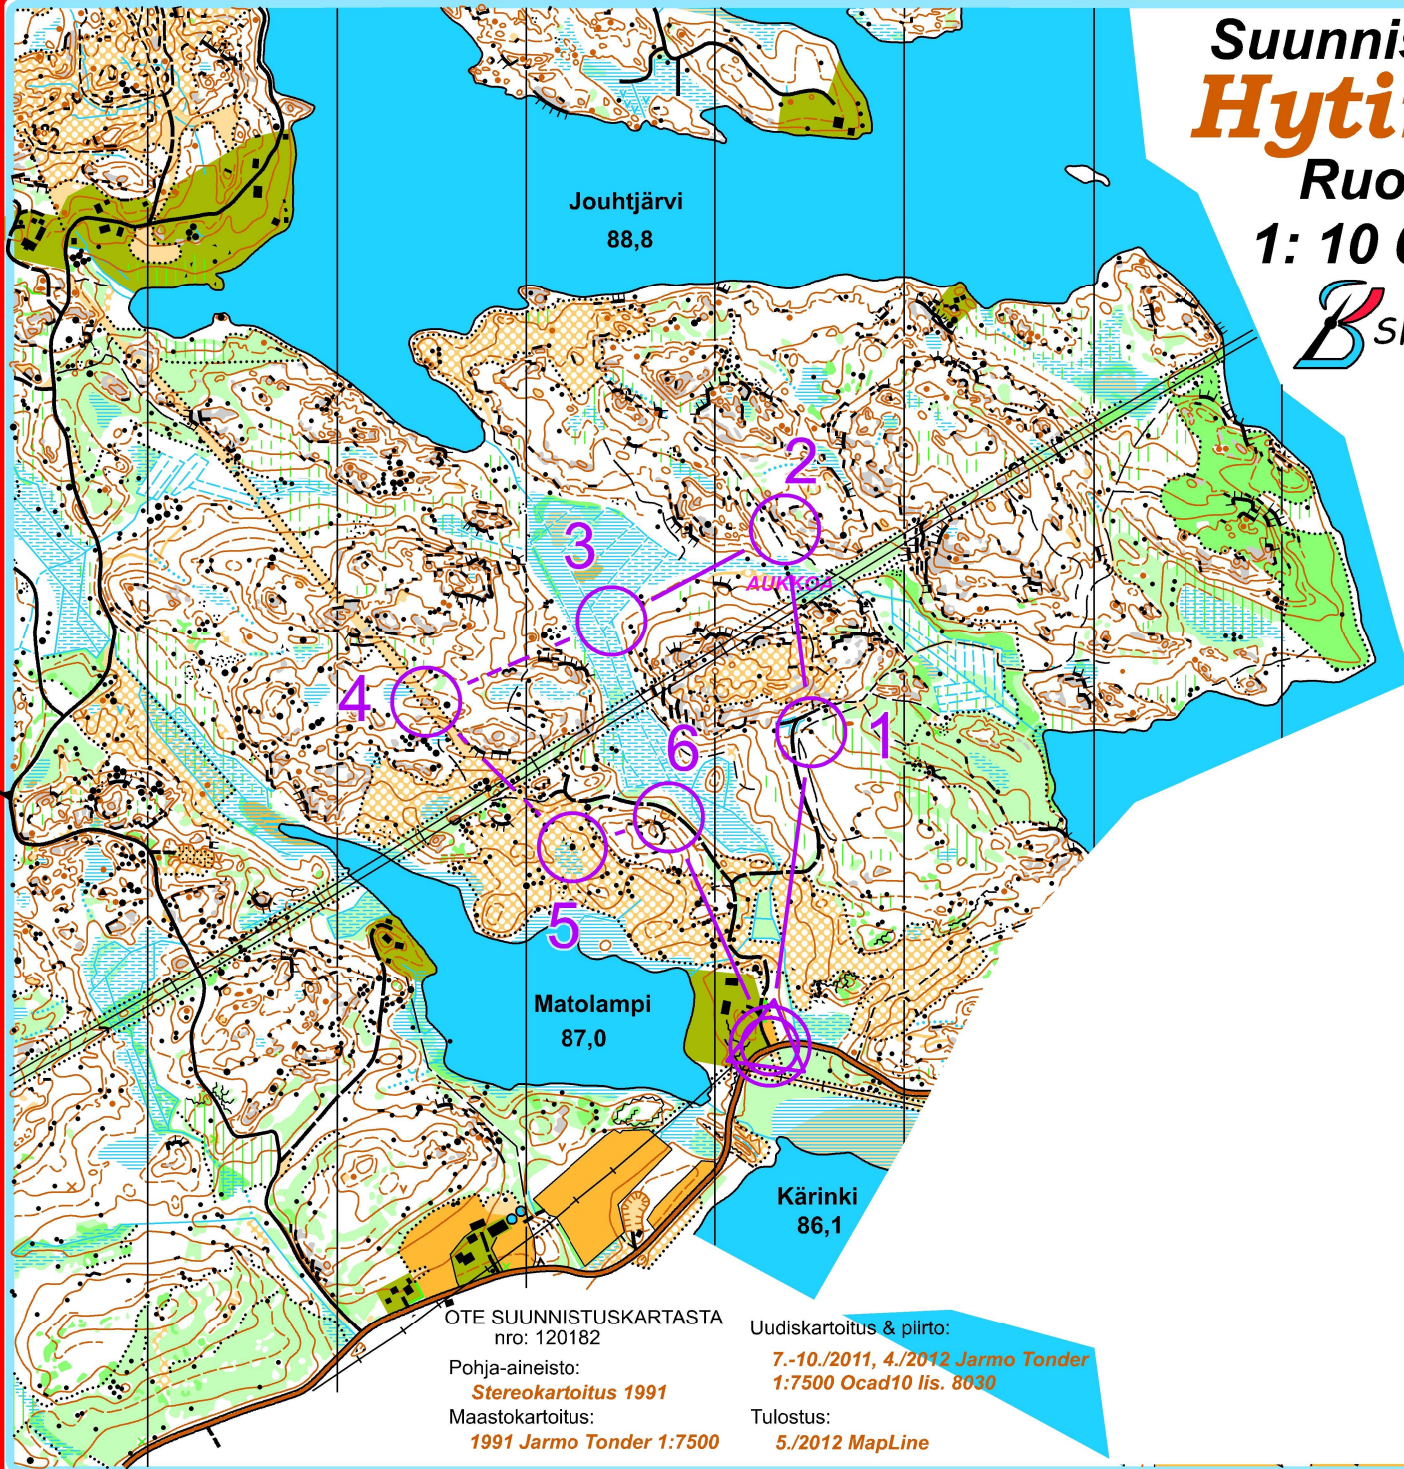 Suunnis
Hyti
Ruo
1: 10
Jouhtjärvi
88,8
2
3
AUKKOA
4
1
6
5
Matolampi
87,0
Kärinki
86,1
OTE SUUNNISTUSKARTASTA
nro: 120182
Pohja-aineisto:
Stereokartoitus 1991
Maastokartoitus:
1991 Jarmo Tonder 1:7500
Uudiskartoitus & piirto:
7.-10./2011, 4./2012 Jarmo Tonder
1:7500 Ocad10 lis. 8030
Tulostus:
5./2012 MapLine